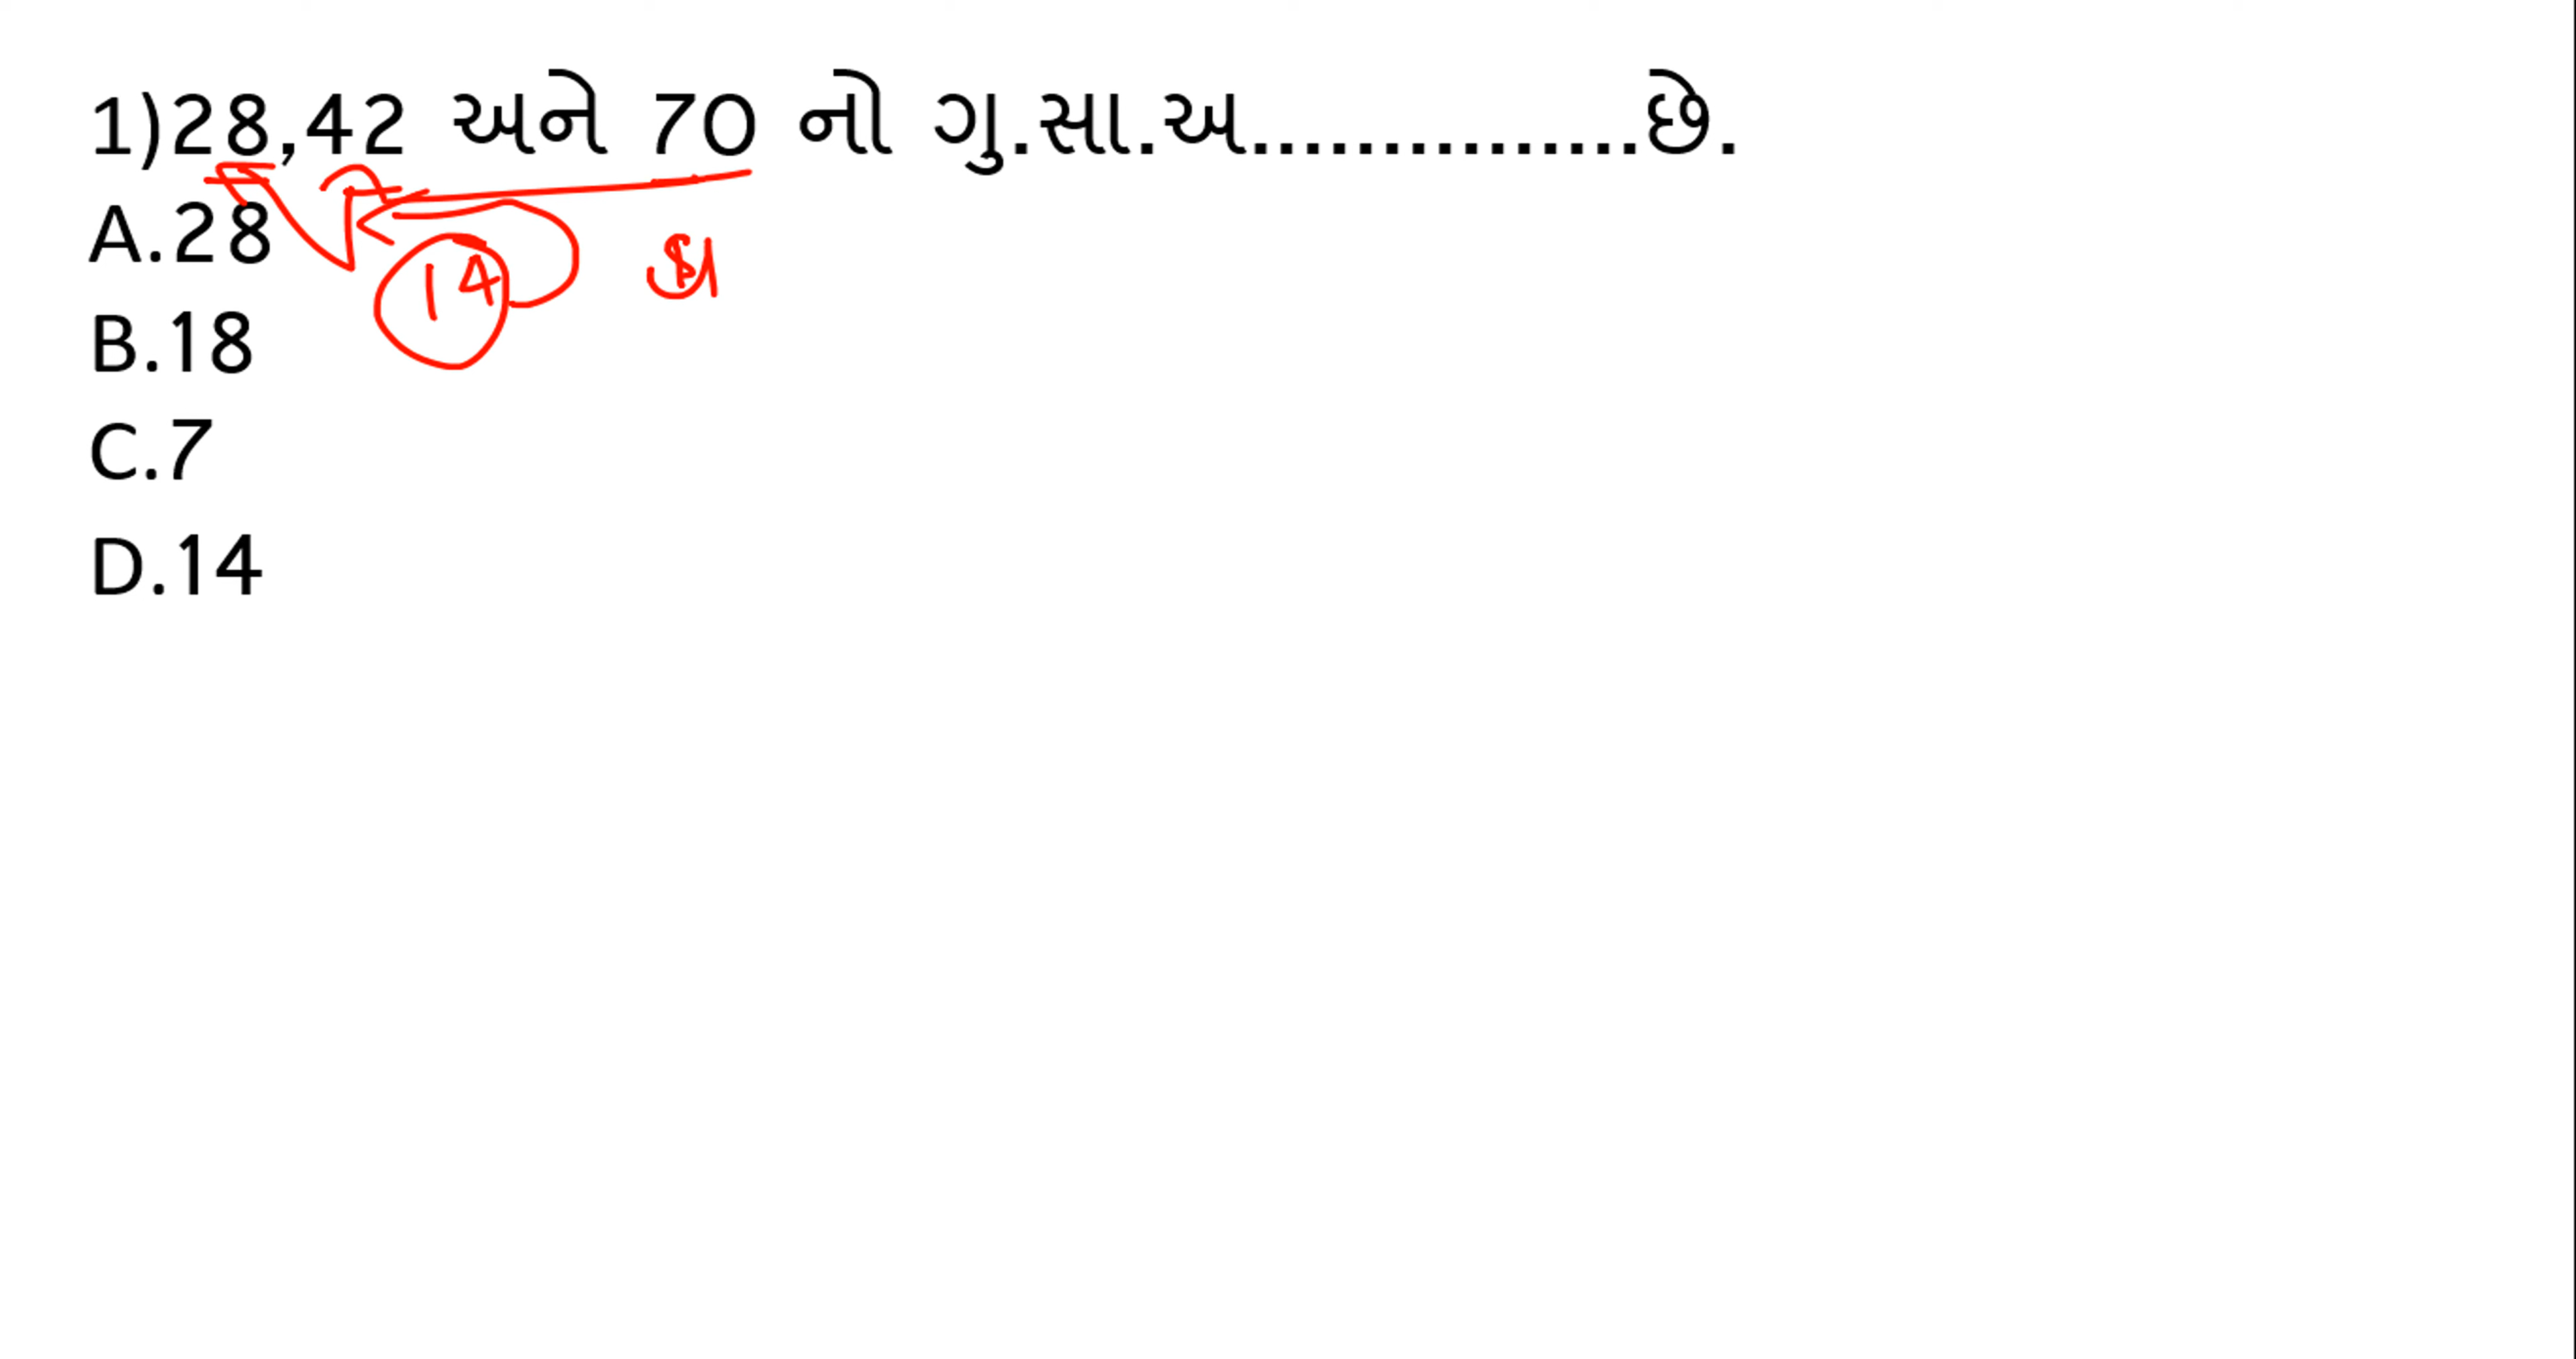 1)28,42 અને 70 નો ગુ.સા.અ...............છે.
A.28
14
B.18
C.7
D.14